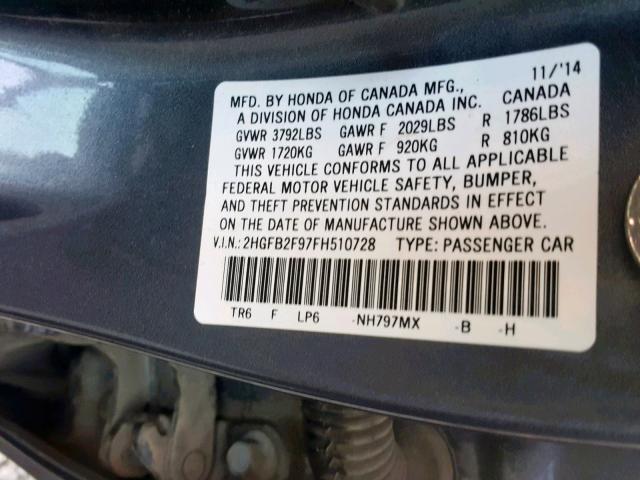 MFD. BY HONDA OF CANADA MFG., 11/'14
A DIVISION OF HONDA CANADA INC. CANADA
GVWR 3792LBS GAWR F 2029LBS R 1786LBS
GVWR 1720KG GAWR F 920KG R 810KG
THIS VEHICLE CONFORMS TO ALL APPLICABLE
FEDERAL MOTOR VEHICLE SAFETY, BUMPER,
AND THEFT PREVENTION STANDARDS IN EFFECT
ON THE DATE OF MANUFACTURE SHOWN ABOVE.
V.I.N.: 2HGFB2F97FH510728 TYPE: PASSENGER CAR
TR6 F LP6 -NH797MX -B -H